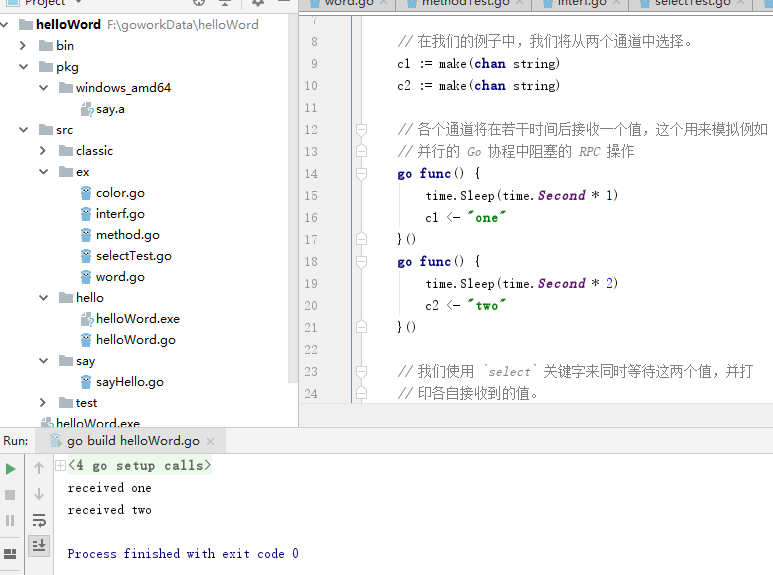 Project
helloWord F:\goworkData\helloWord
bin
pkg
windows_amd64
say.a
src
classic
ex
color.go
interf.go
method.go
selectTest.go
word.go
hello
helloWord.exe
helloWord.go
say
sayHello.go
test
helloWord.exe
word.go × methodTest.go × interf.go × selectTest.go ×
7
8 // 在我们的例子中，我们将从两个通道中选择。
9 c1 := make(chan string)
10 c2 := make(chan string)
11
12 // 各个通道将在若干时间后接收一个值，这个用来模拟例如
13 // 并行的 Go 协程中阻塞的 RPC 操作
14 go func() {
15 time.Sleep(time.Second * 1)
16 c1 <- "one"
17 }()
18 go func() {
19 time.Sleep(time.Second * 2)
20 c2 <- "two"
21 }()
22
23 // 我们使用 `select` 关键字来同时等待这两个值，并打
24 // 印各自接收到的值。
Run: go build helloWord.go ×
<4 go setup calls>
received one
received two
Process finished with exit code 0